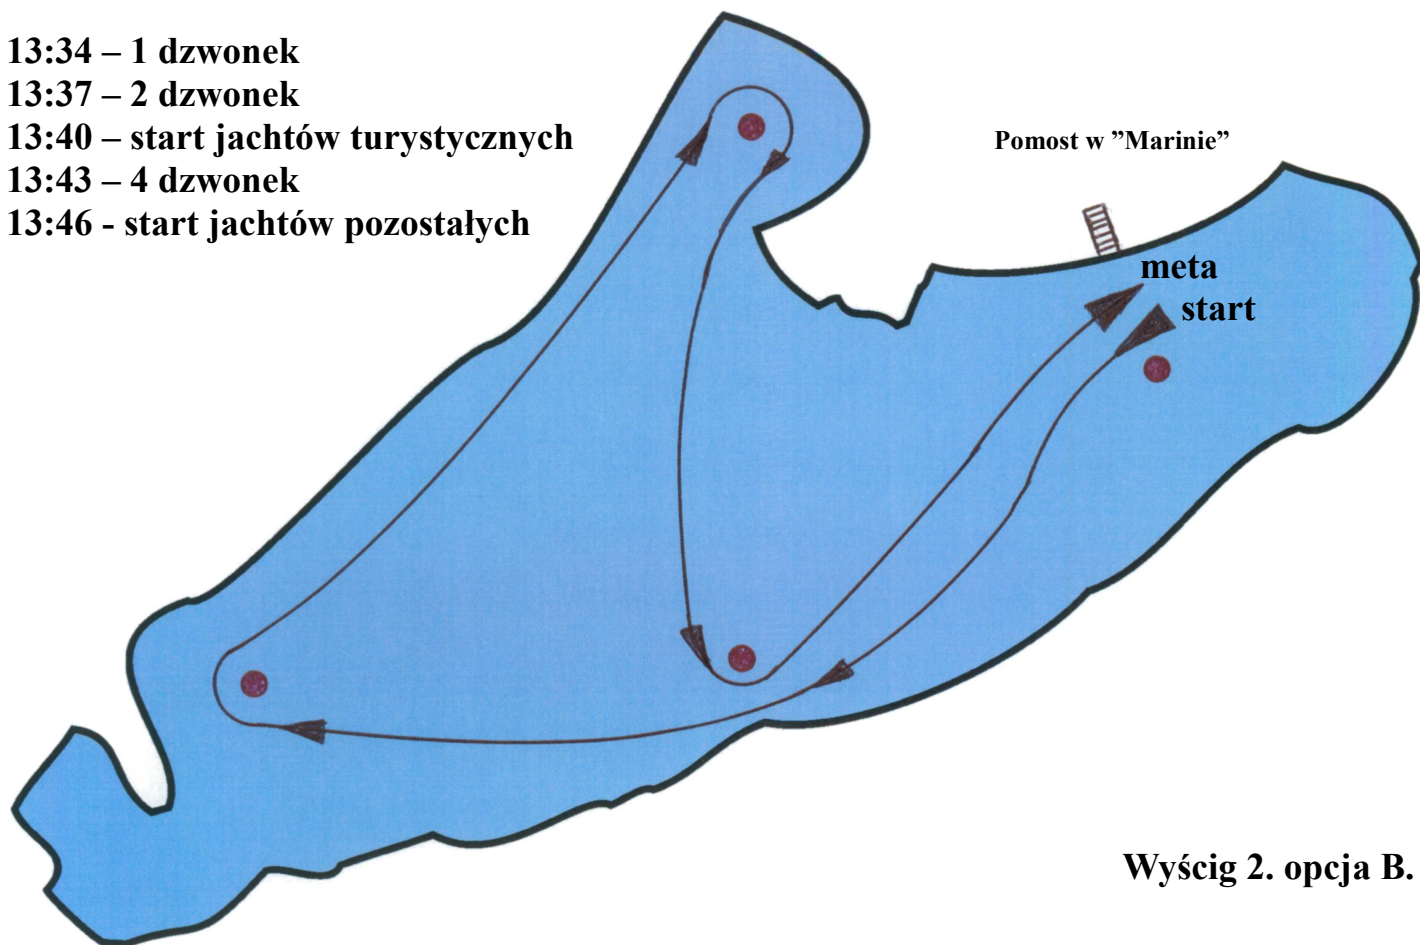 13:34 – 1 dzwonek
13:37 – 2 dzwonek
13:40 – start jachtów turystycznych
13:43 – 4 dzwonek
13:46 - start jachtów pozostałych
Pomost w ”Marinie”
meta
start
Wyścig 2. opcja B.